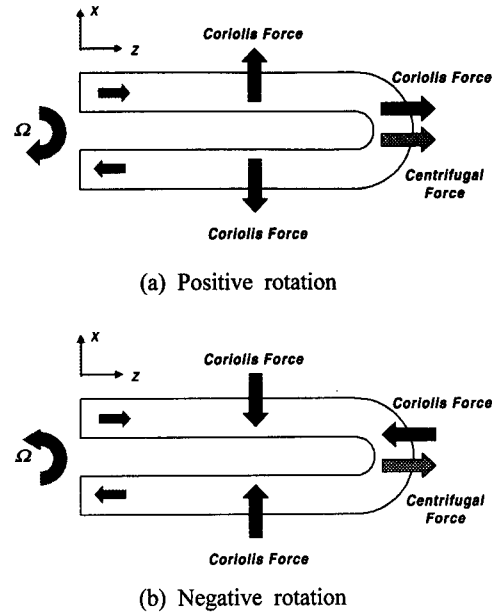 X
Coriolis Force
Z
Coriolis Force
Ω
Centrifugal
Force
Coriolis Force
(a) Positive rotation
X
Coriolis Force
Z
Coriolis Force
Ω
Centrifugal
Force
Coriolis Force
(b) Negative rotation